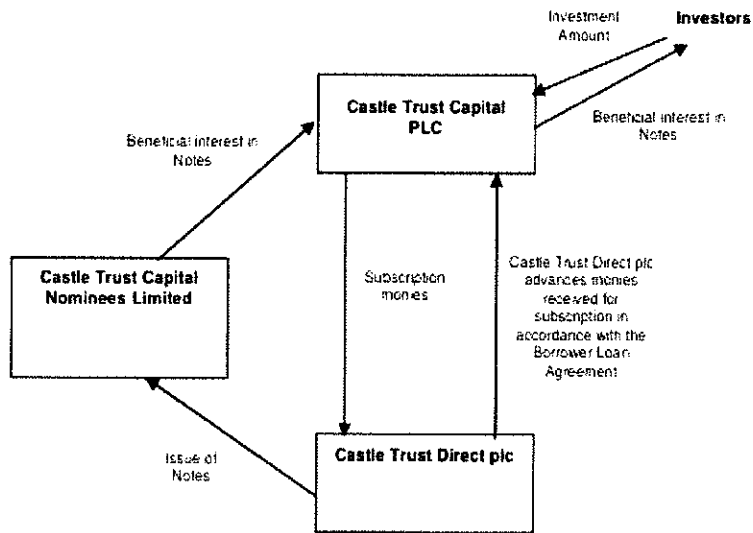 Investment
Amount
Investors
Castle Trust Capital
PLC
Beneficial interest in
Notes
Beneficial interest in
Notes
Castle Trust Capital
Nominees Limited
Subscription
monies
Castle Trust Direct plc
advances monies
received for
subscription in
accordance with the
Borrower Loan
Agreement
Issue of
Notes
Castle Trust Direct plc